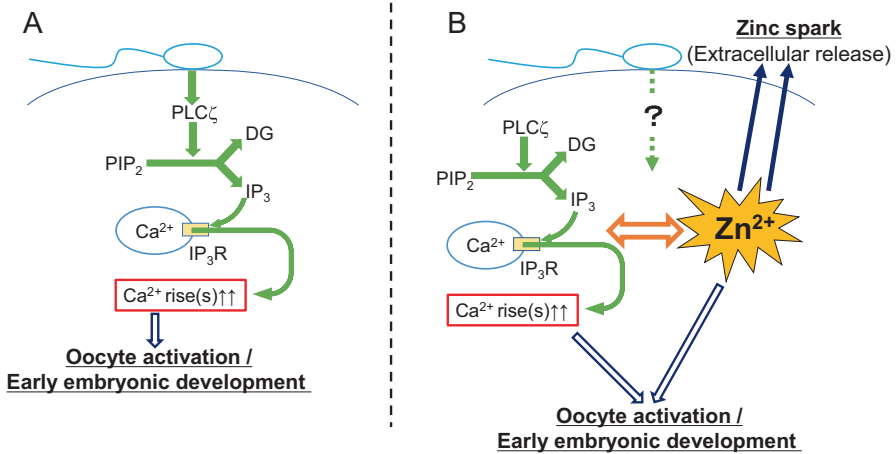 A
PLCζ
DG
PIP₂
IP₃
Ca²⁺
IP₃R
Ca²⁺ rise(s)↑↑
Oocyte activation /
Early embryonic development
B
Zinc spark
(Extracellular release)
?
PLCζ
DG
PIP₂
IP₃
Ca²⁺
Zn²⁺
IP₃R
Ca²⁺ rise(s)↑↑
Oocyte activation /
Early embryonic development